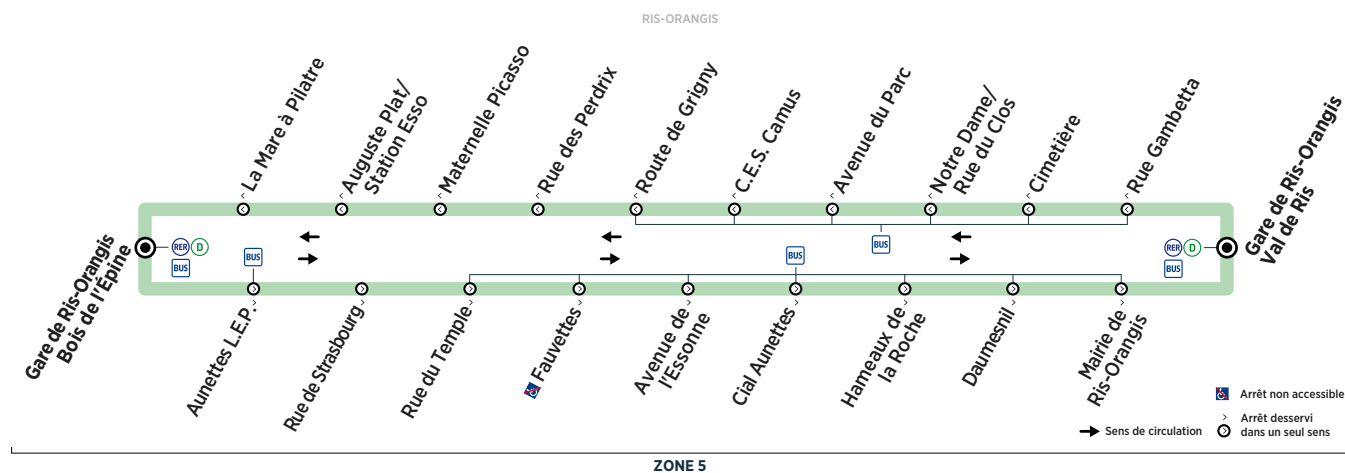 RIS-ORANGIS
La Mare à Pilatre
Auguste Plat/
Station Esso
Maternelle Picasso
Rue des Perdrix
Route de Grigny
C.E.S. Camus
Avenue du Parc
Notre Dame/
Rue du Clos
Cimetière
Rue Gambetta
Gare de Ris-Orangis
Bois de l'Épine
RER D
BUS
BUS
BUS
BUS
RER D
BUS
Gare de Ris-Orangis
Val de Ris
Aunettes L.E.P.
Rue de Strasbourg
Rue du Temple
Fauvettes
Avenue de
l'Essonne
Cial Aunettes
Hameaux de
la Roche
Daumesnil
Mairie de
Ris-Orangis
Arrêt non accessible
Sens de circulation
Arrêt desservi
dans un seul sens
ZONE 5